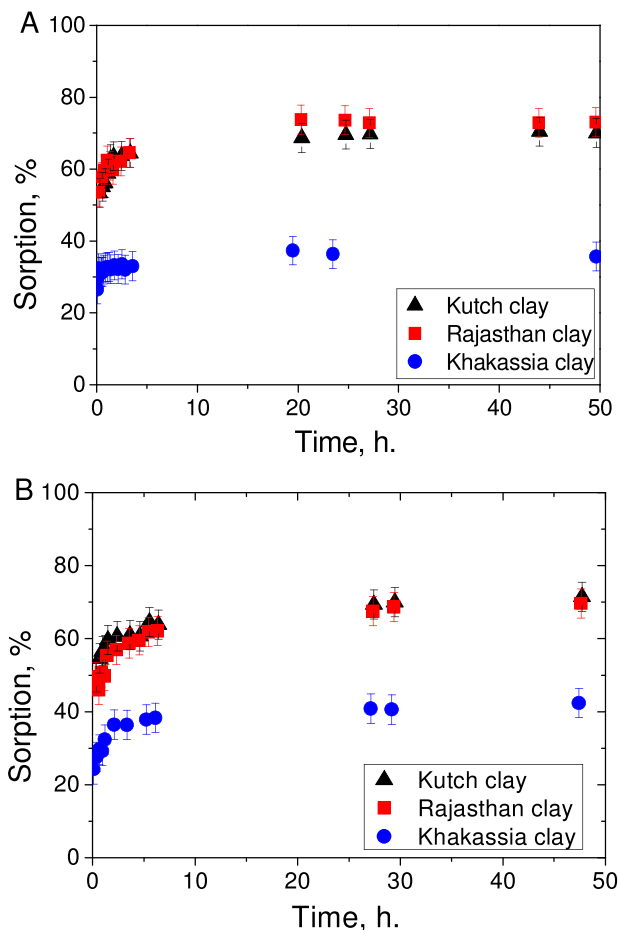 A
100
80
60
40
20
0
Sorption, %
Kutch clay
Rajasthan clay
Khakassia clay
0 10 20 30 40 50
Time, h.
B
100
80
60
40
20
0
Sorption, %
Kutch clay
Rajasthan clay
Khakassia clay
0 10 20 30 40 50
Time, h.